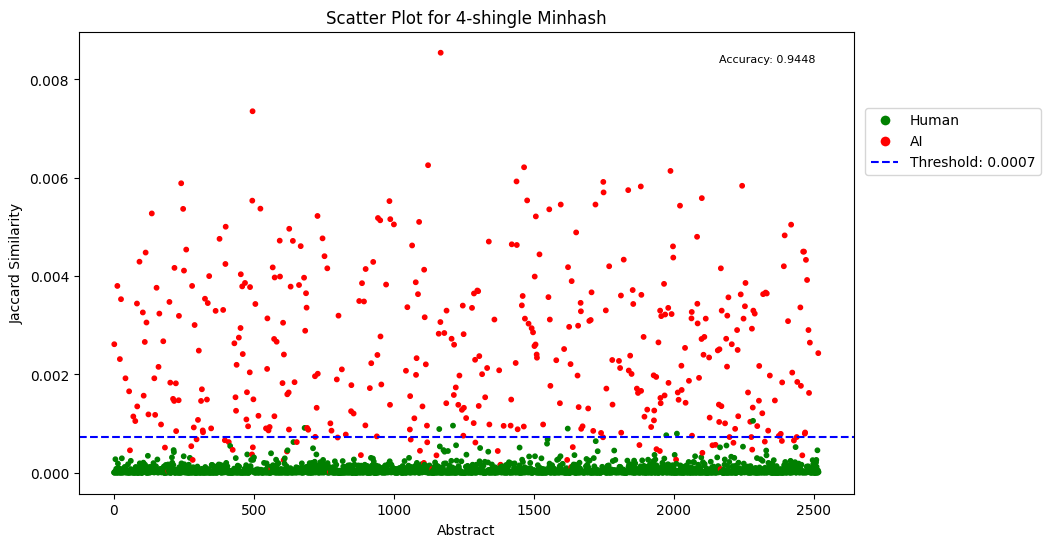 Scatter Plot for 4-shingle Minhash
Accuracy: 0.9448
Human
AI
Threshold: 0.0007
Jaccard Similarity
0.008
0.006
0.004
0.002
0.000
0
500
1000
1500
2000
2500
Abstract